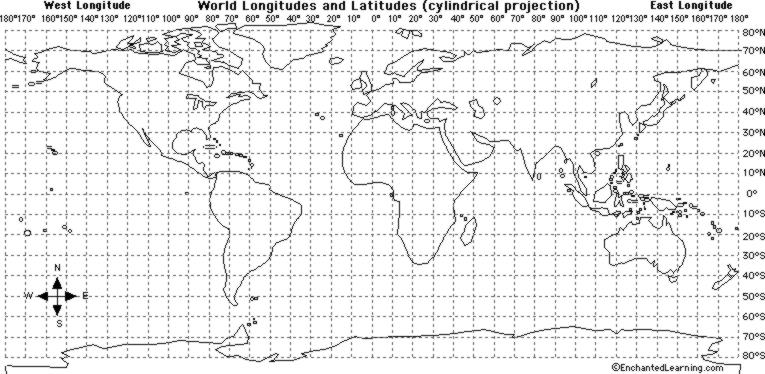 West Longitude World Longitudes and Latitudes (cylindrical projection) East Longitude
180°170°160°150°140°130°120°110°100°90° 80° 70° 60° 50° 40° 30° 20° 10° 0° 10° 20° 30° 40° 50° 60° 70° 80° 90° 100°110°120°130°140°150°160°170° 180°
80°N
70°N
60°N
50°N
40°N
30°N
20°N
10°N
0°
10°S
20°S
30°S
40°S
50°S
60°S
70°S
80°S
N
W E
S
©EnchantedLearning.com